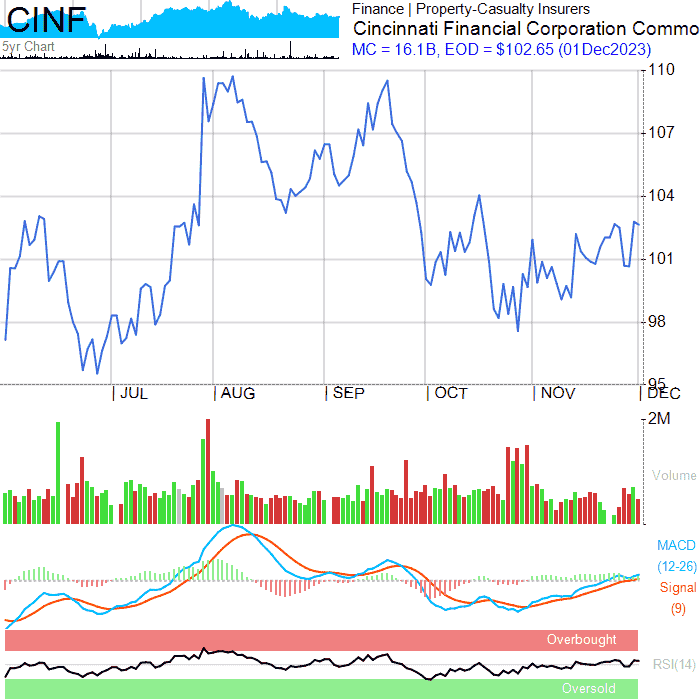 CINF
5yr Chart
Finance | Property-Casualty Insurers
Cincinnati Financial Corporation Commo
MC = 16.1B, EOD = $102.65 (01Dec2023)
110
107
104
101
98
95
JUL AUG SEP OCT NOV DEC
2M
Volume
MACD
(12-26)
Signal
(9)
Overbought
RSI(14)
Oversold